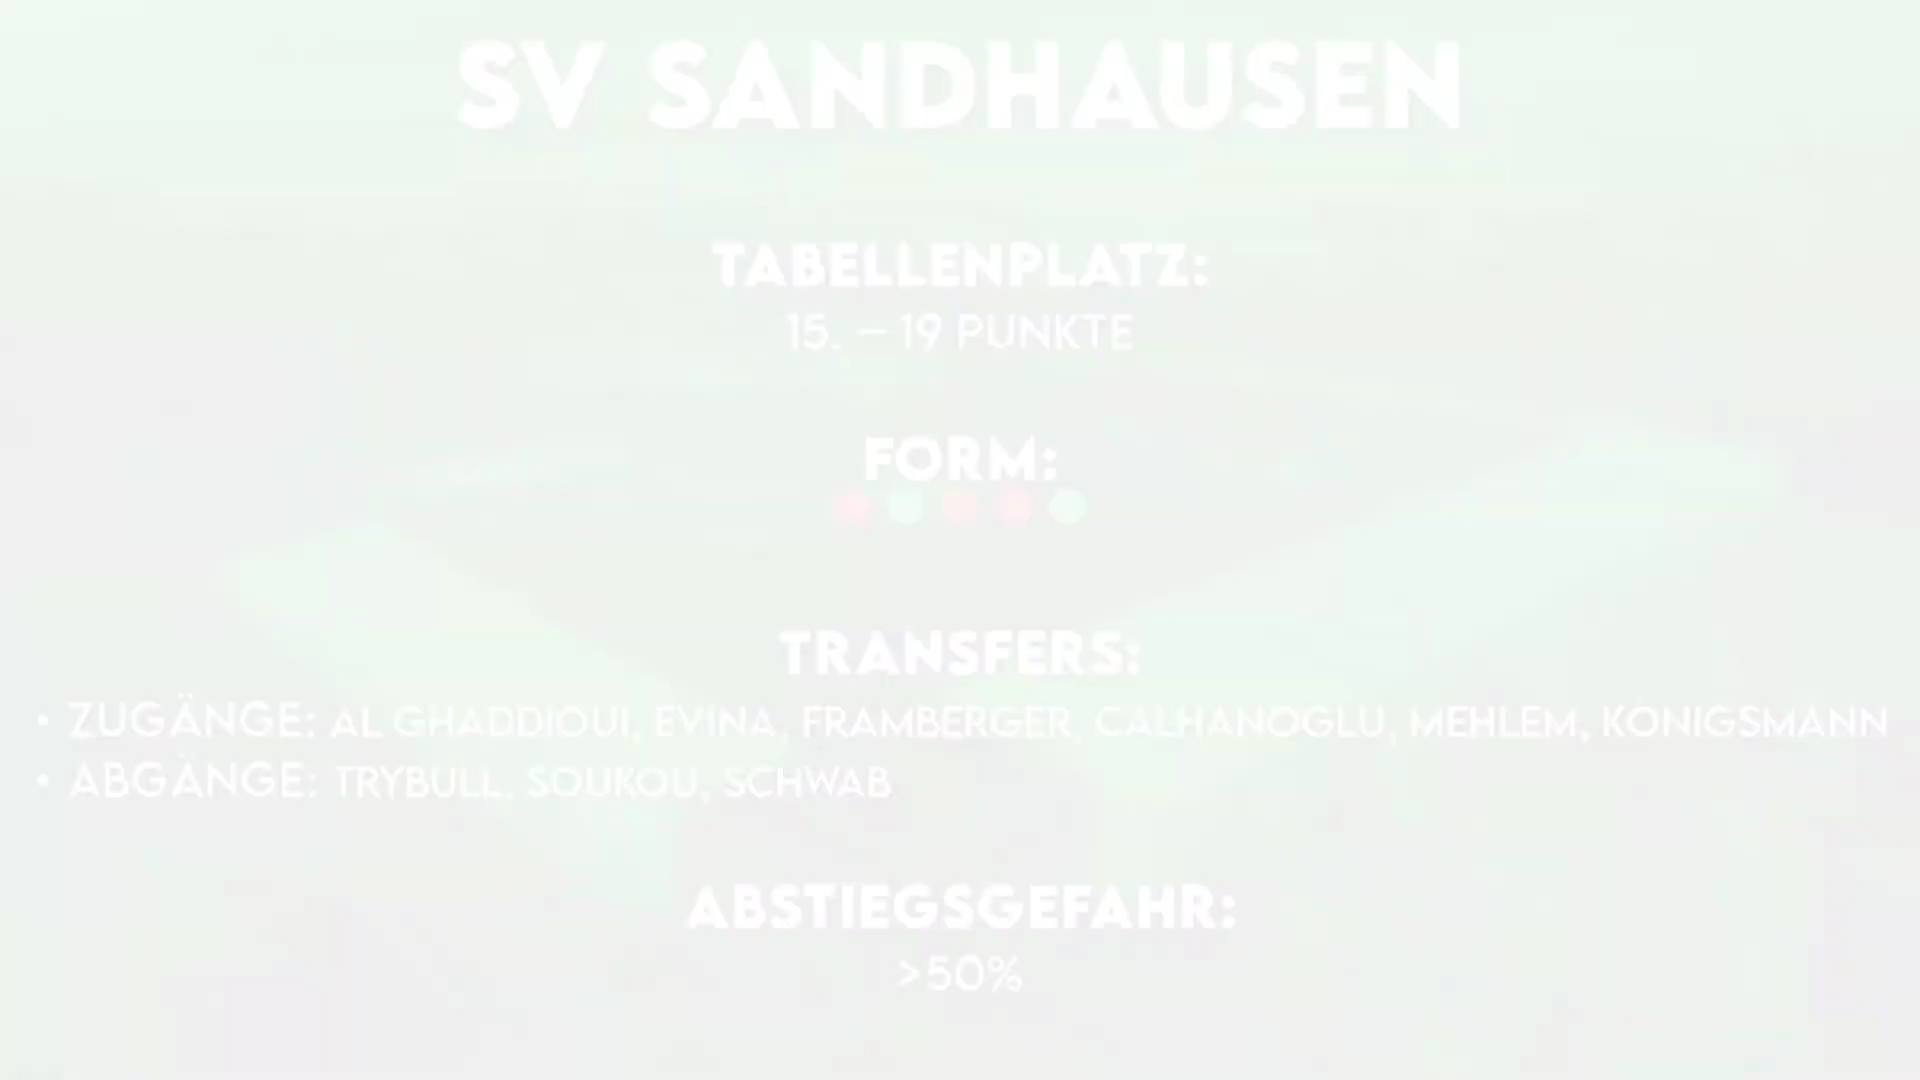 SV SANDHAUSEN
TABELLENPLATZ:
15. – 19 PUNKTE
FORM:
TRANSFERS:
• ZUGÄNGE: AL GHADDIOUI, EVINA, FRAMBERGER, CALHANOGLU, MEHLEM, KÖNIGSMANN
• ABGÄNGE: TRYBULL, SOUKOU, SCHWAB
ABSTIEGSGEFAHR:
>50%